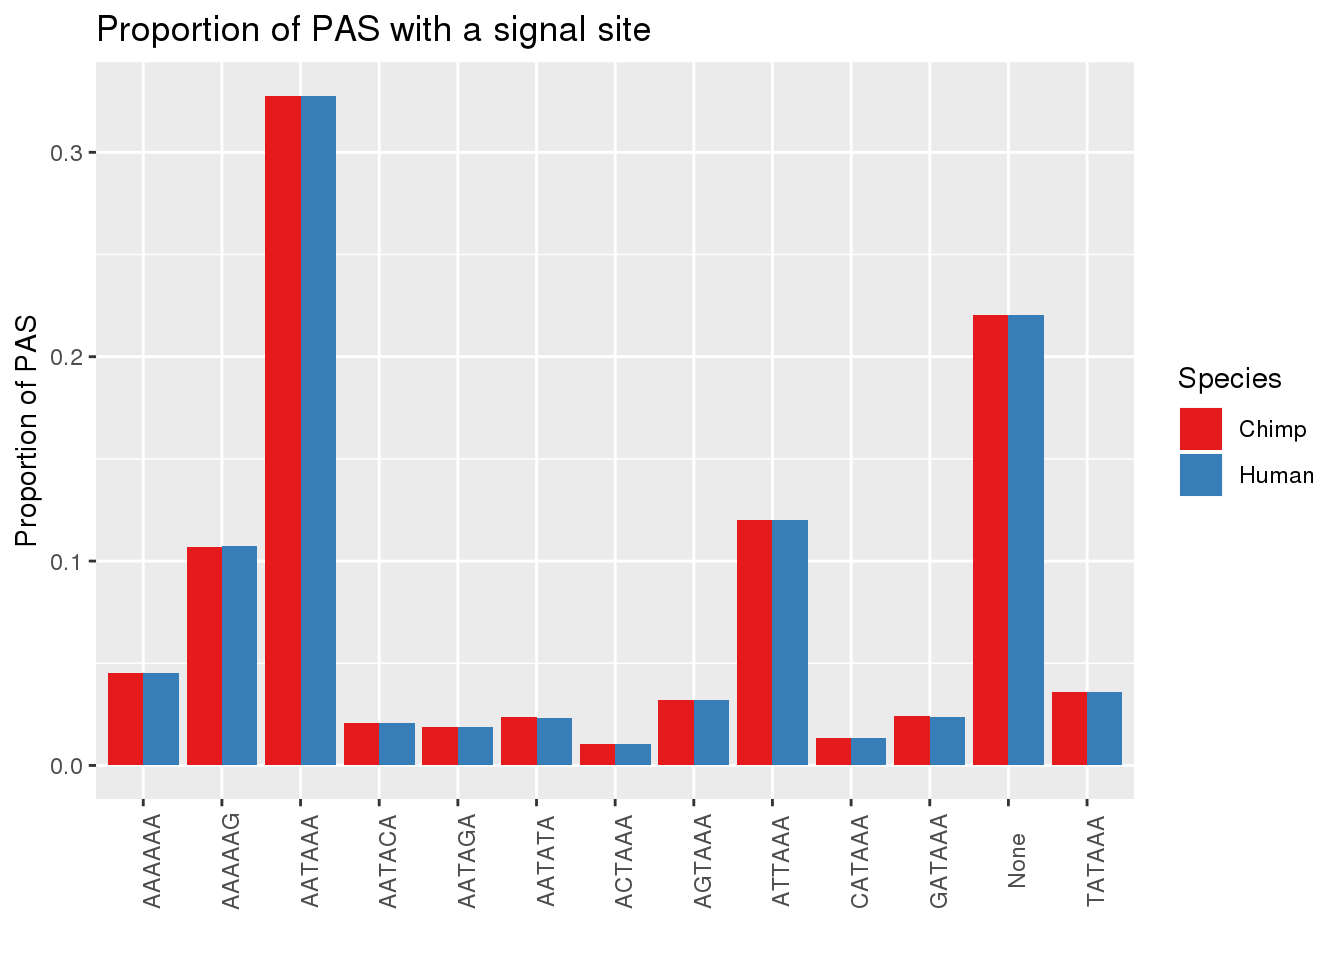 Proportion of PAS with a signal site
Proportion of PAS
0.3
0.2
0.1
0.0
AAAAAA
AAAAAG
AATAAA
AATACA
AATAGA
AATATA
ACTAAA
AGTAAA
ATTAAA
CATAAA
GATAAA
None
TATAAA
Species
Chimp
Human